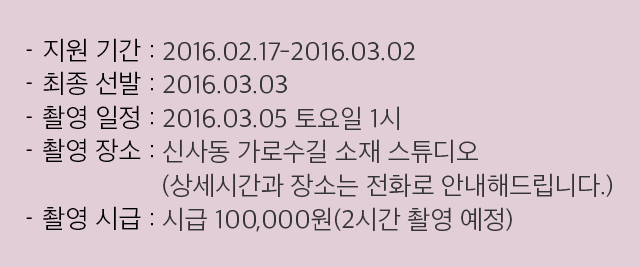 - 지원 기간 : 2016.02.17-2016.03.02
- 최종 선발 : 2016.03.03
- 촬영 일정 : 2016.03.05 토요일 1시
- 촬영 장소 : 신사동 가로수길 소재 스튜디오
(상세시간과 장소는 전화로 안내해드립니다.)
- 촬영 시급 : 시급 100,000원(2시간 촬영 예정)